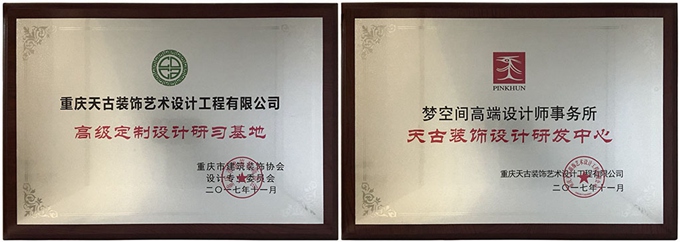 重庆天古装饰艺术设计工程有限公司
高级定制设计研习基地
重庆市建筑装饰协会
设计专业委员会
二〇一七年十一月
PINKHUN
梦空间高端设计师事务所
天古装饰设计研发中心
重庆天古装饰艺术设计工程有限公司
二〇一七年十一月